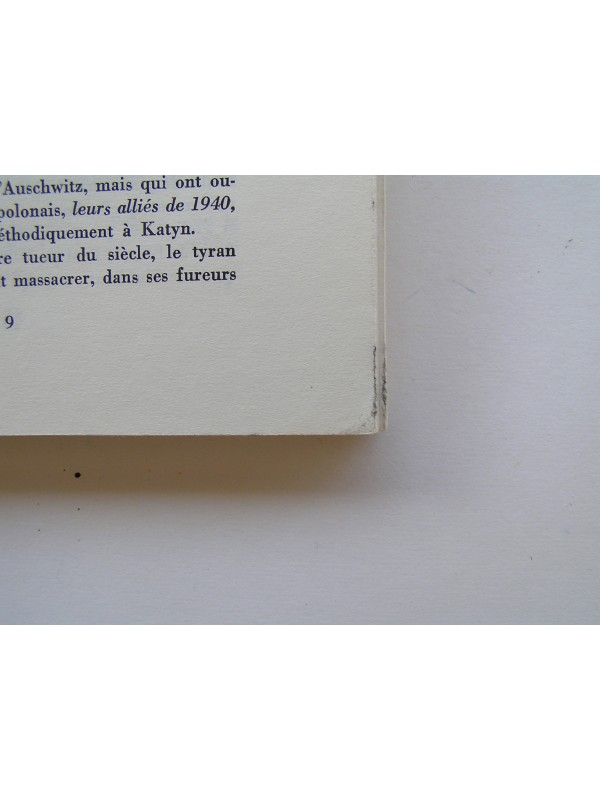 'Auschwitz, mais qui ont ou-
polonais, leurs alliés de 1940,
éthodiquement à Katyn.
re tueur du siècle, le tyran
t massacrer, dans ses fureurs
9